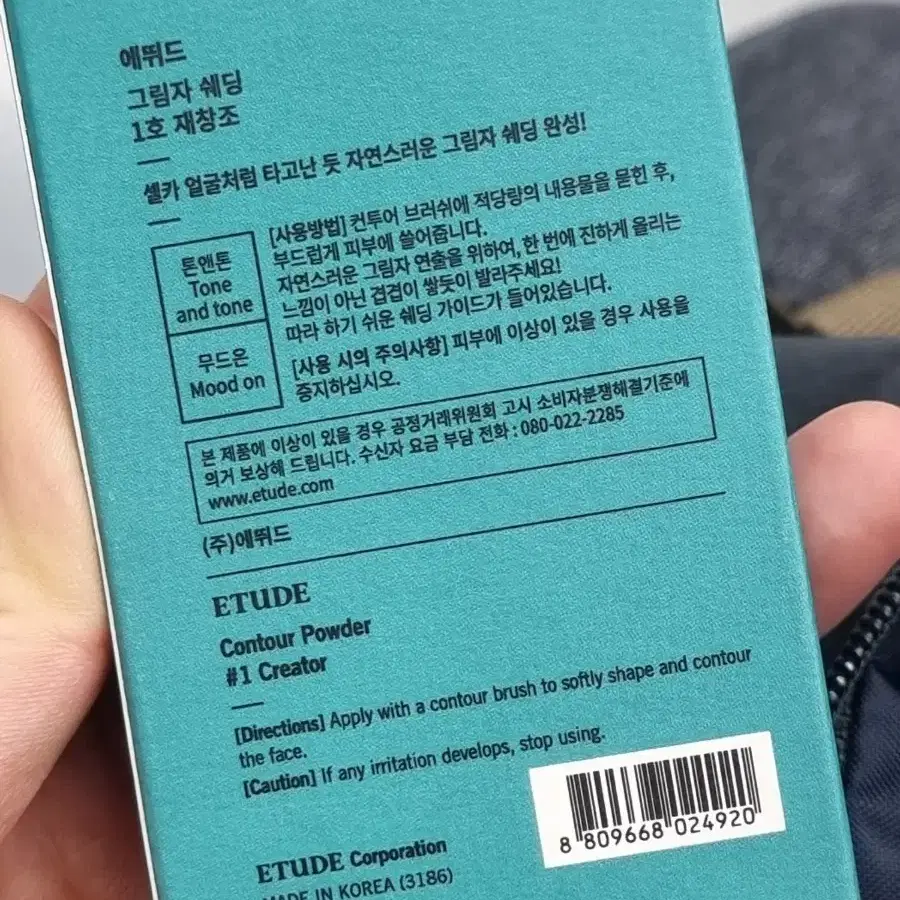 에뛰드
그림자 쉐딩
1호 재창조
셀카 얼굴처럼 타고난 듯 자연스러운 그림자 쉐딩 완성!
톤앤톤
Tone
and tone
무드온
Mood on
[사용방법] 컨투어 브러쉬에 적당량의 내용물을 묻힌 후,
부드럽게 피부에 쓸어줍니다.
자연스러운 그림자 연출을 위하여, 한 번에 진하게 올리는
느낌이 아닌 겹겹이 쌓듯이 발라주세요!
따라 하기 쉬운 쉐딩 가이드가 들어있습니다.
[사용 시의 주의사항] 피부에 이상이 있을 경우 사용을
중지하십시오.
본 제품에 이상이 있을 경우 공정거래위원회 고시 소비자분쟁해결기준에
의거 보상해 드립니다. 수신자 요금 부담 전화 : 080-022-2285
www.etude.com
(주)에뛰드
ETUDE
Contour Powder
#1 Creator
[Directions] Apply with a contour brush to softly shape and contour
the face.
[Caution] If any irritation develops, stop using.
8 809668 024920
ETUDE Corporation
MADE IN KOREA (3186)